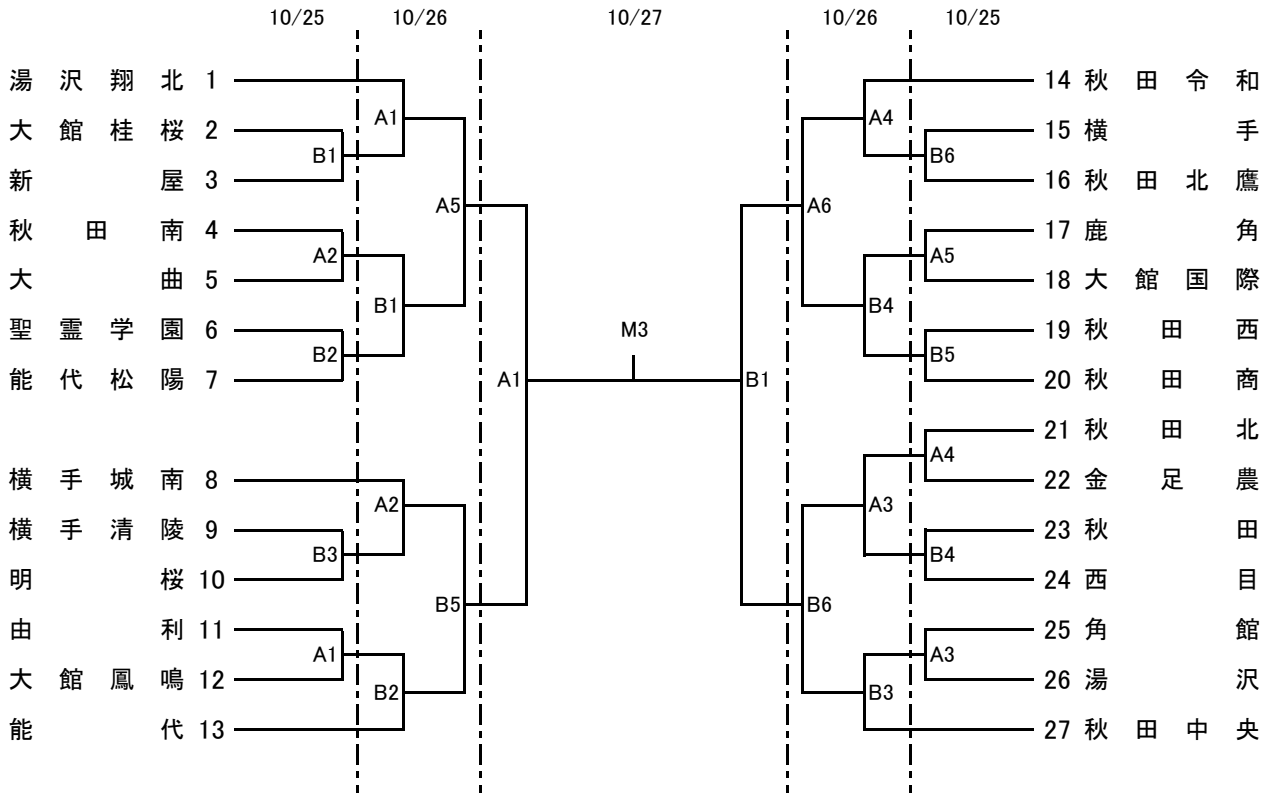 10/25 10/26 10/27 10/26 10/25
湯沢翔北 1 14 秋田令和
A1 A4
大館桂桜 2 15 横手
B1 B6
新屋 3 16 秋田北鷹
A5 A6
秋田南 4 17 鹿角
A2 A5
大曲 5 18 大館国際
B1 B4
聖霊学園 6 M3 19 秋田西
B2 B5
能代松陽 7 A1 B1 20 秋田商
21 秋田北
A4
横手城南 8 22 金足農
A2 A3
横手清陵 9 23 秋田
B3 B4
明桜 10 24 西目
B5 B6
由利 11 25 角館
A1 A3
大館鳳鳴 12 26 湯沢
B2 B3
能代 13 27 秋田中央